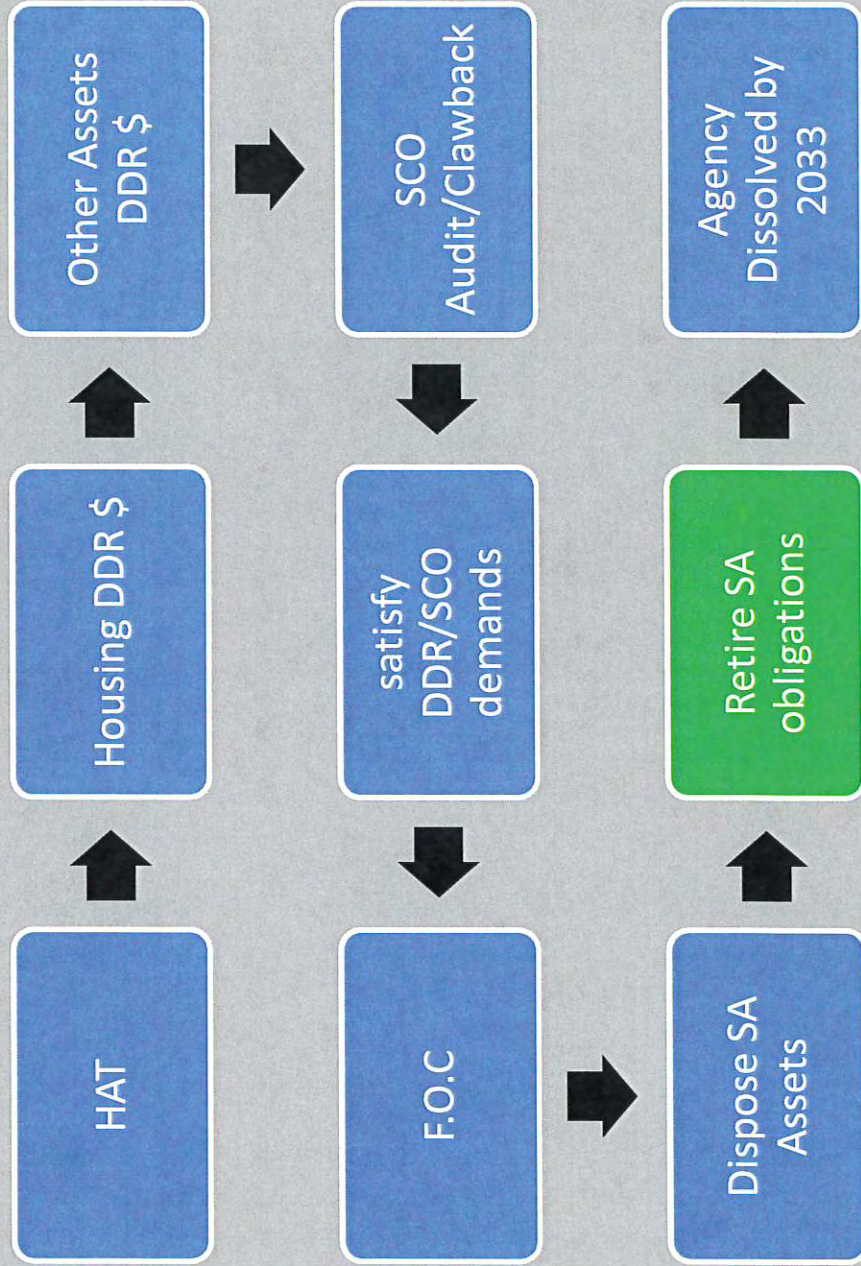 HAT
Housing DDR $
Other Assets
DDR $
SCO
Audit/Clawback
satisfy
DDR/SCO
demands
F.O.C
Dispose SA
Assets
Retire SA
obligations
Agency
Dissolved by
2033